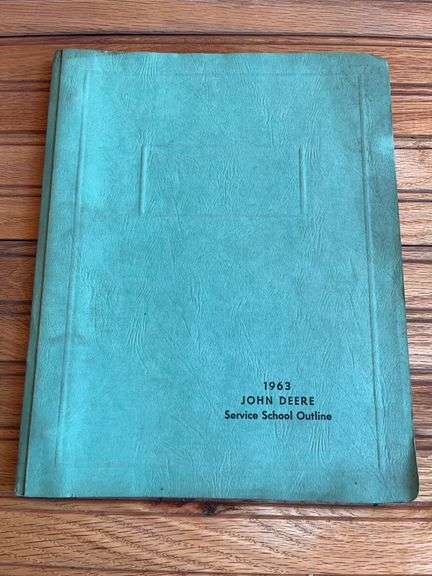 1963
JOHN DEERE
Service School Outline